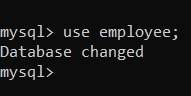 mysql> use employee;
Database changed
mysql>